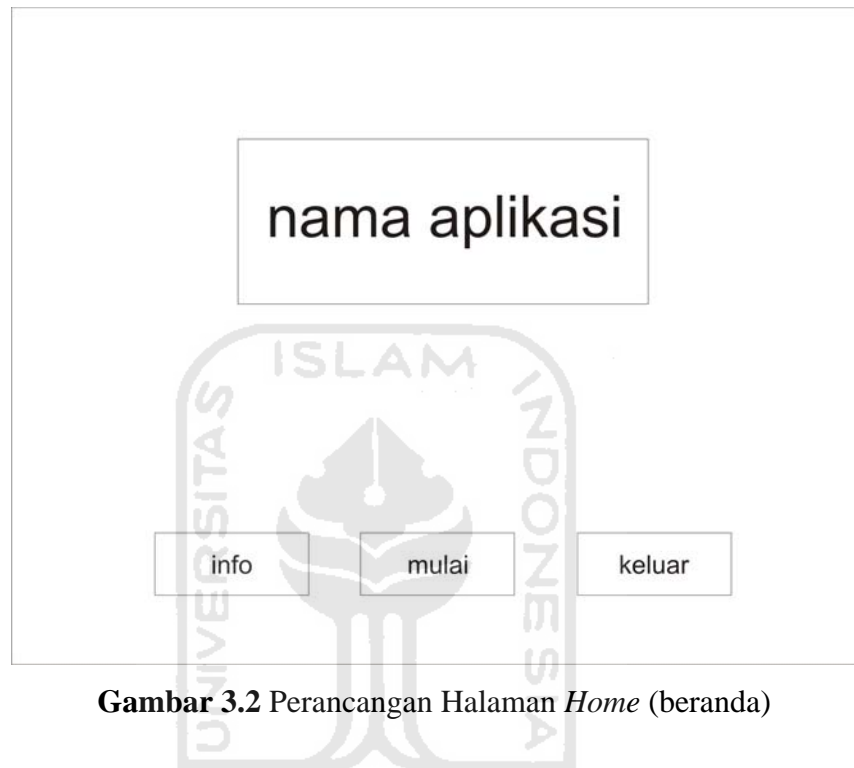 nama aplikasi
ISLAM
UNIVERSITAS
INDONESIA
info
mulai
keluar
Gambar 3.2 Perancangan Halaman Home (beranda)